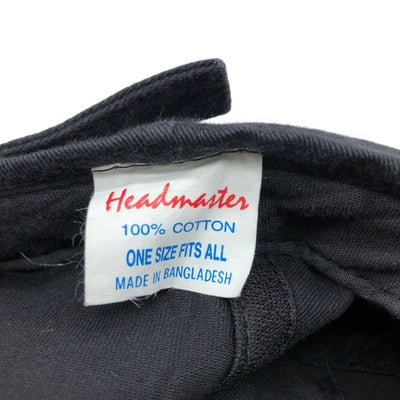 Headmaster
100% COTTON
ONE SIZE FITS ALL
MADE IN BANGLADESH